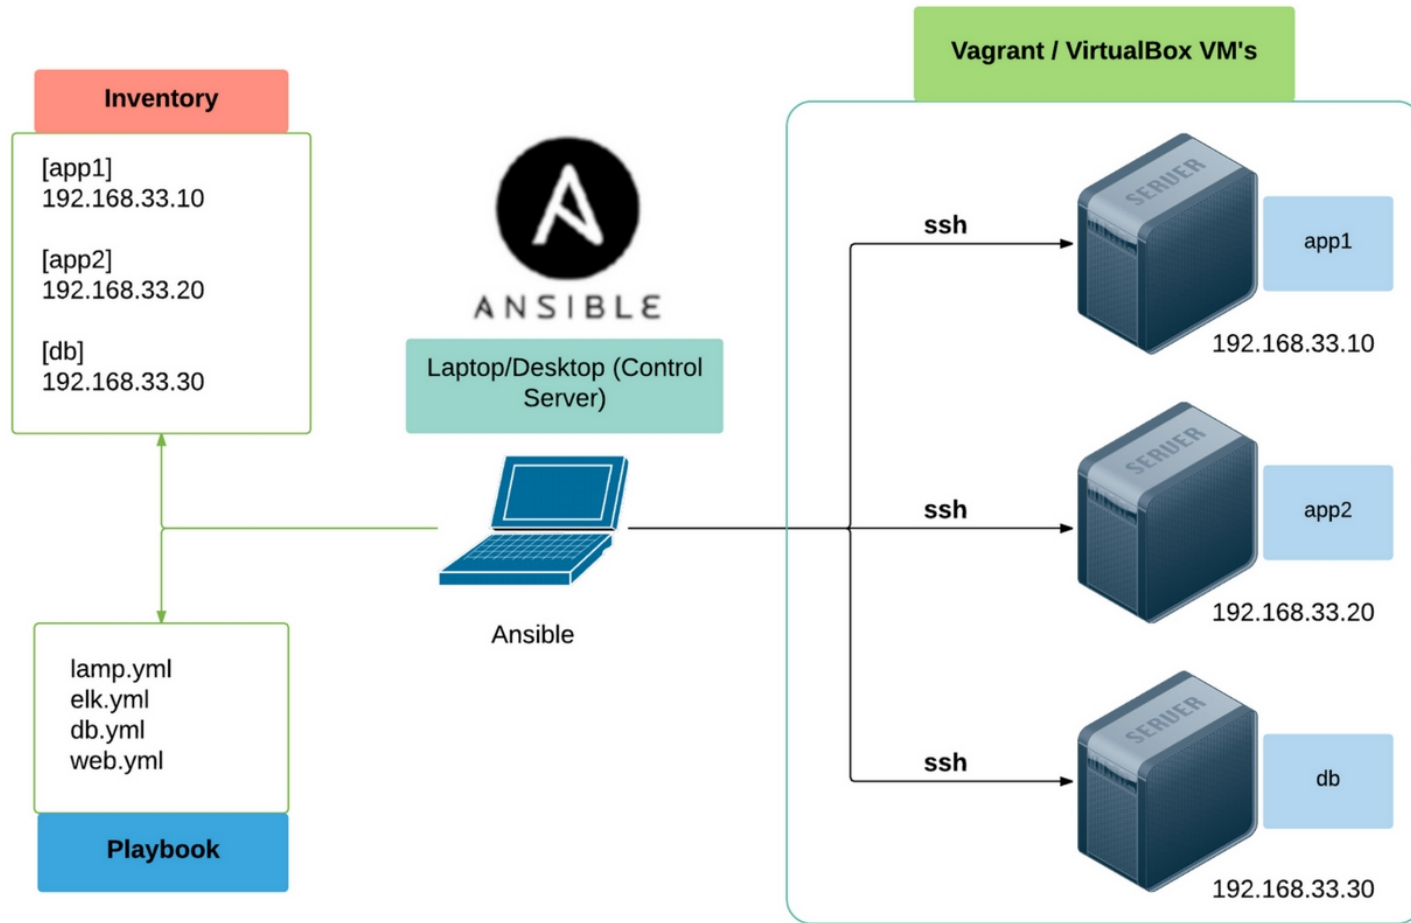 Inventory
[app1]
192.168.33.10
[app2]
192.168.33.20
[db]
192.168.33.30
ANSIBLE
Laptop/Desktop (Control
Server)
Ansible
lamp.yml
elk.yml
db.yml
web.yml
Playbook
Vagrant / VirtualBox VM's
ssh
SERVER
app1
192.168.33.10
ssh
SERVER
app2
192.168.33.20
ssh
SERVER
db
192.168.33.30